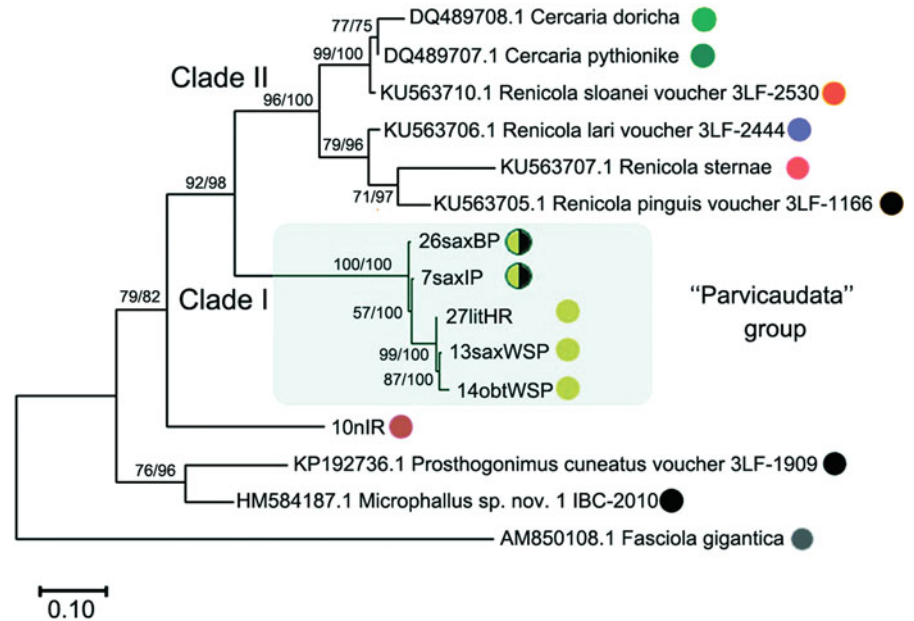 DQ489708.1 Cercaria doricha
77/75
DQ489707.1 Cercaria pythionike
99/100
Clade II
KU563710.1 Renicola sloanei voucher 3LF-2530
96/100
KU563706.1 Renicola lari voucher 3LF-2444
79/96
KU563707.1 Renicola sternae
71/97
KU563705.1 Renicola pinguis voucher 3LF-1166
92/98
26saxBP
100/100
7saxIP
Clade I
"Parvicaudata"
group
79/82
57/100
27litHR
99/100
13saxWSP
87/100
14obtWSP
10nIR
KP192736.1 Prosthogonimus cuneatus voucher 3LF-1909
76/96
HM584187.1 Microphallus sp. nov. 1 IBC-2010
AM850108.1 Fasciola gigantica
0.10